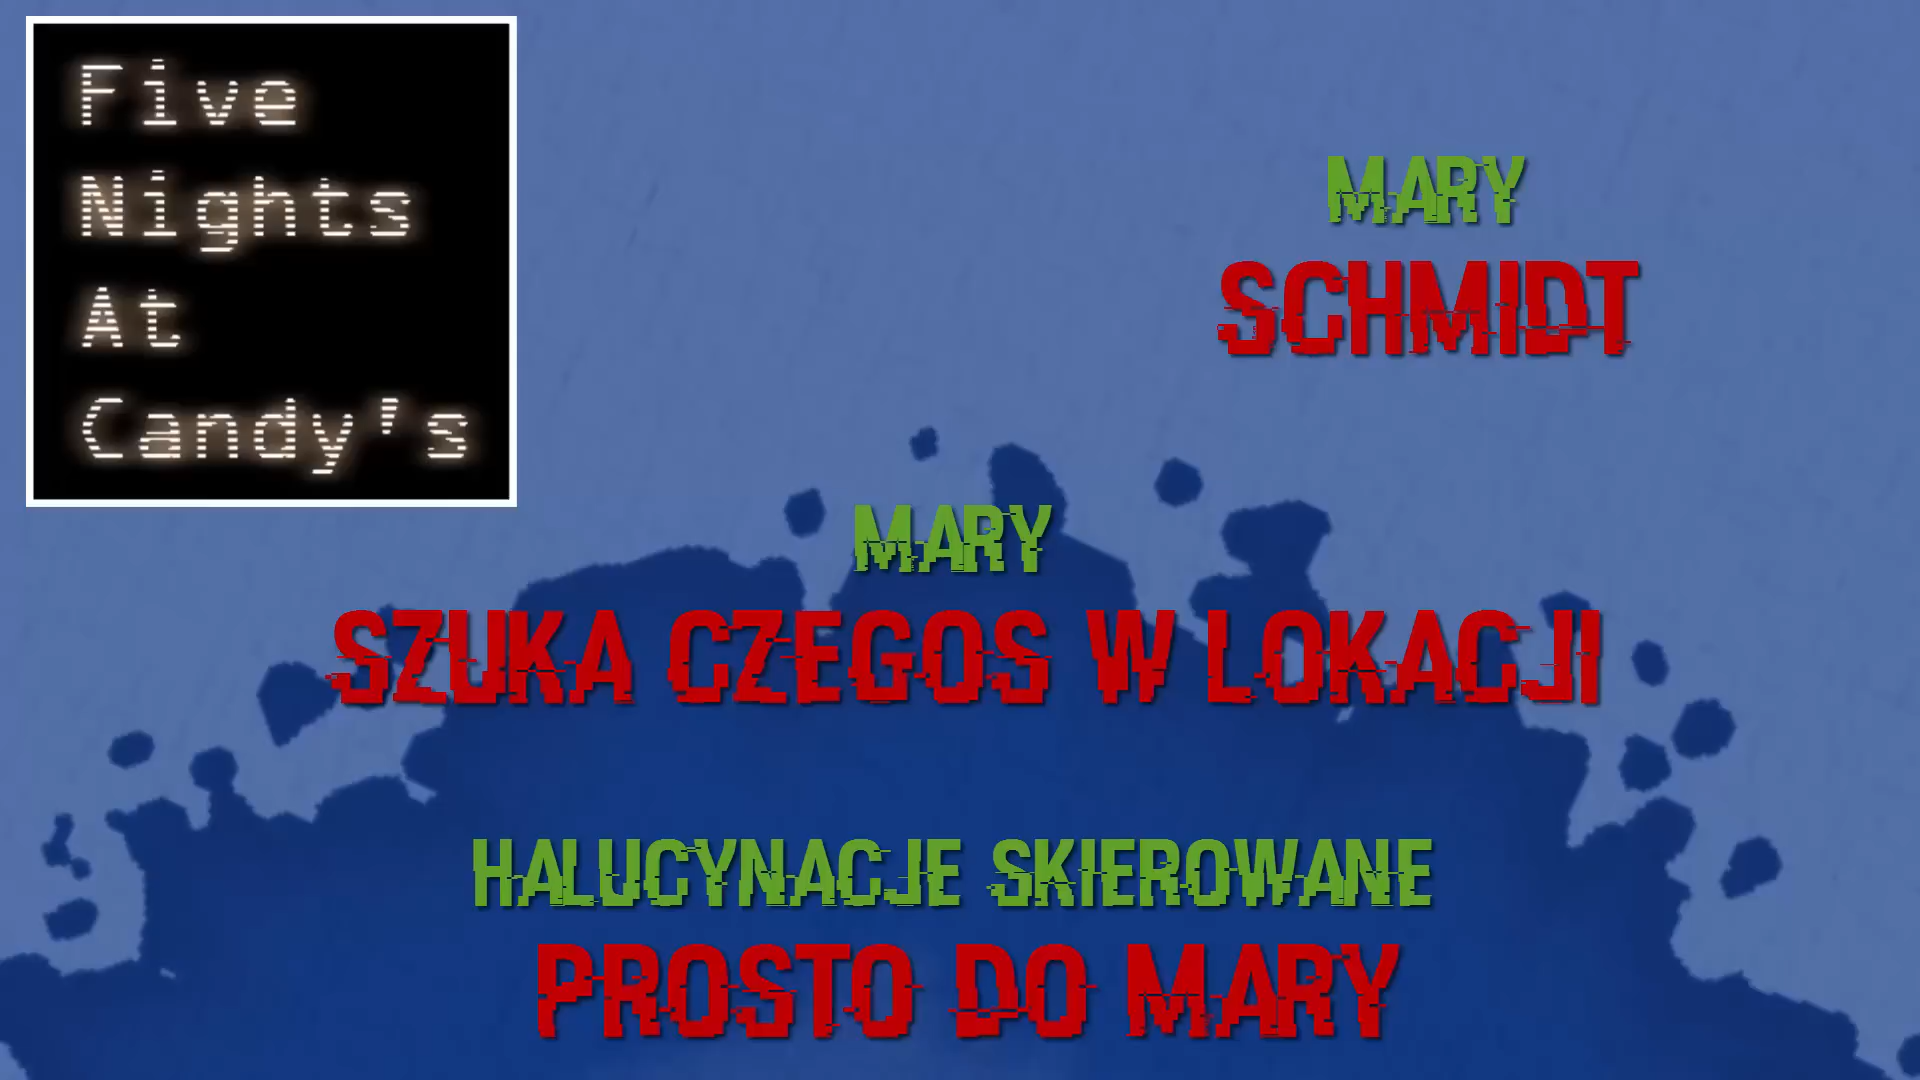 Five
Nights
At
Candy's
MARY
SCHMIDT
MARY
SZUKA CZEGOS W LOKACJI
HALUCYNACJE SKIEROWANE
PROSTO DO MARY